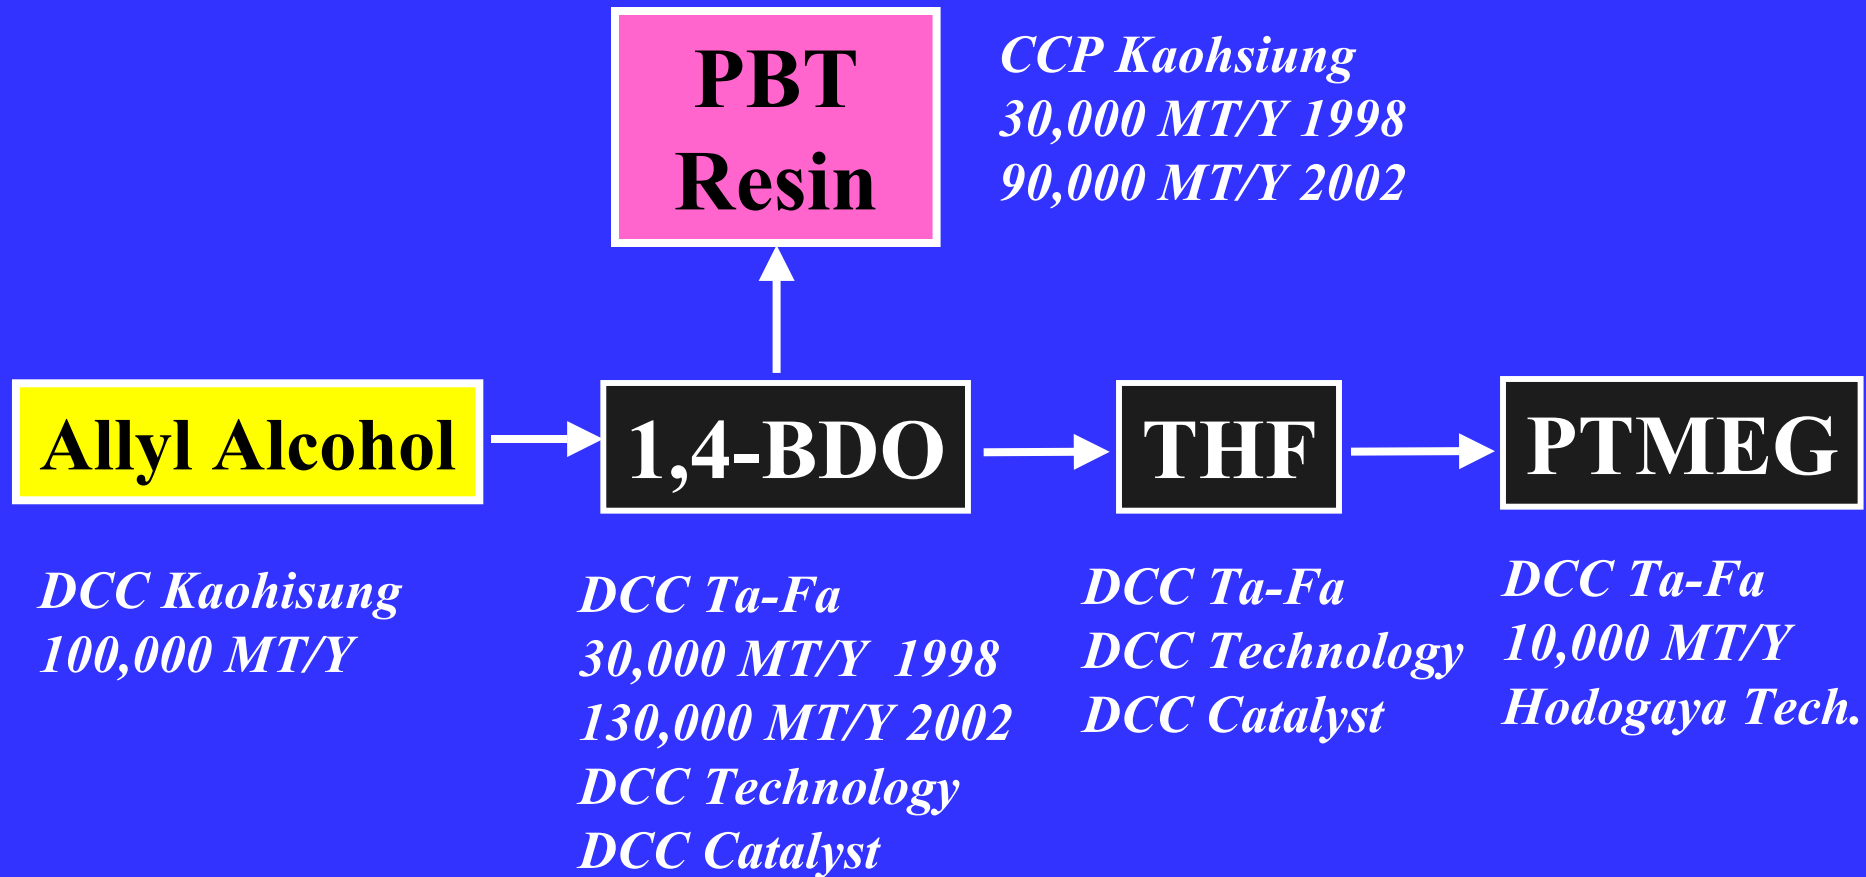 PBT
Resin
CCP Kaohsiung
30,000 MT/Y 1998
90,000 MT/Y 2002
Allyl Alcohol
1,4-BDO
THF
PTMEG
DCC Kaohisung
100,000 MT/Y
DCC Ta-Fa
30,000 MT/Y 1998
130,000 MT/Y 2002
DCC Technology
DCC Catalyst
DCC Ta-Fa
DCC Technology
DCC Catalyst
DCC Ta-Fa
10,000 MT/Y
Hodogaya Tech.